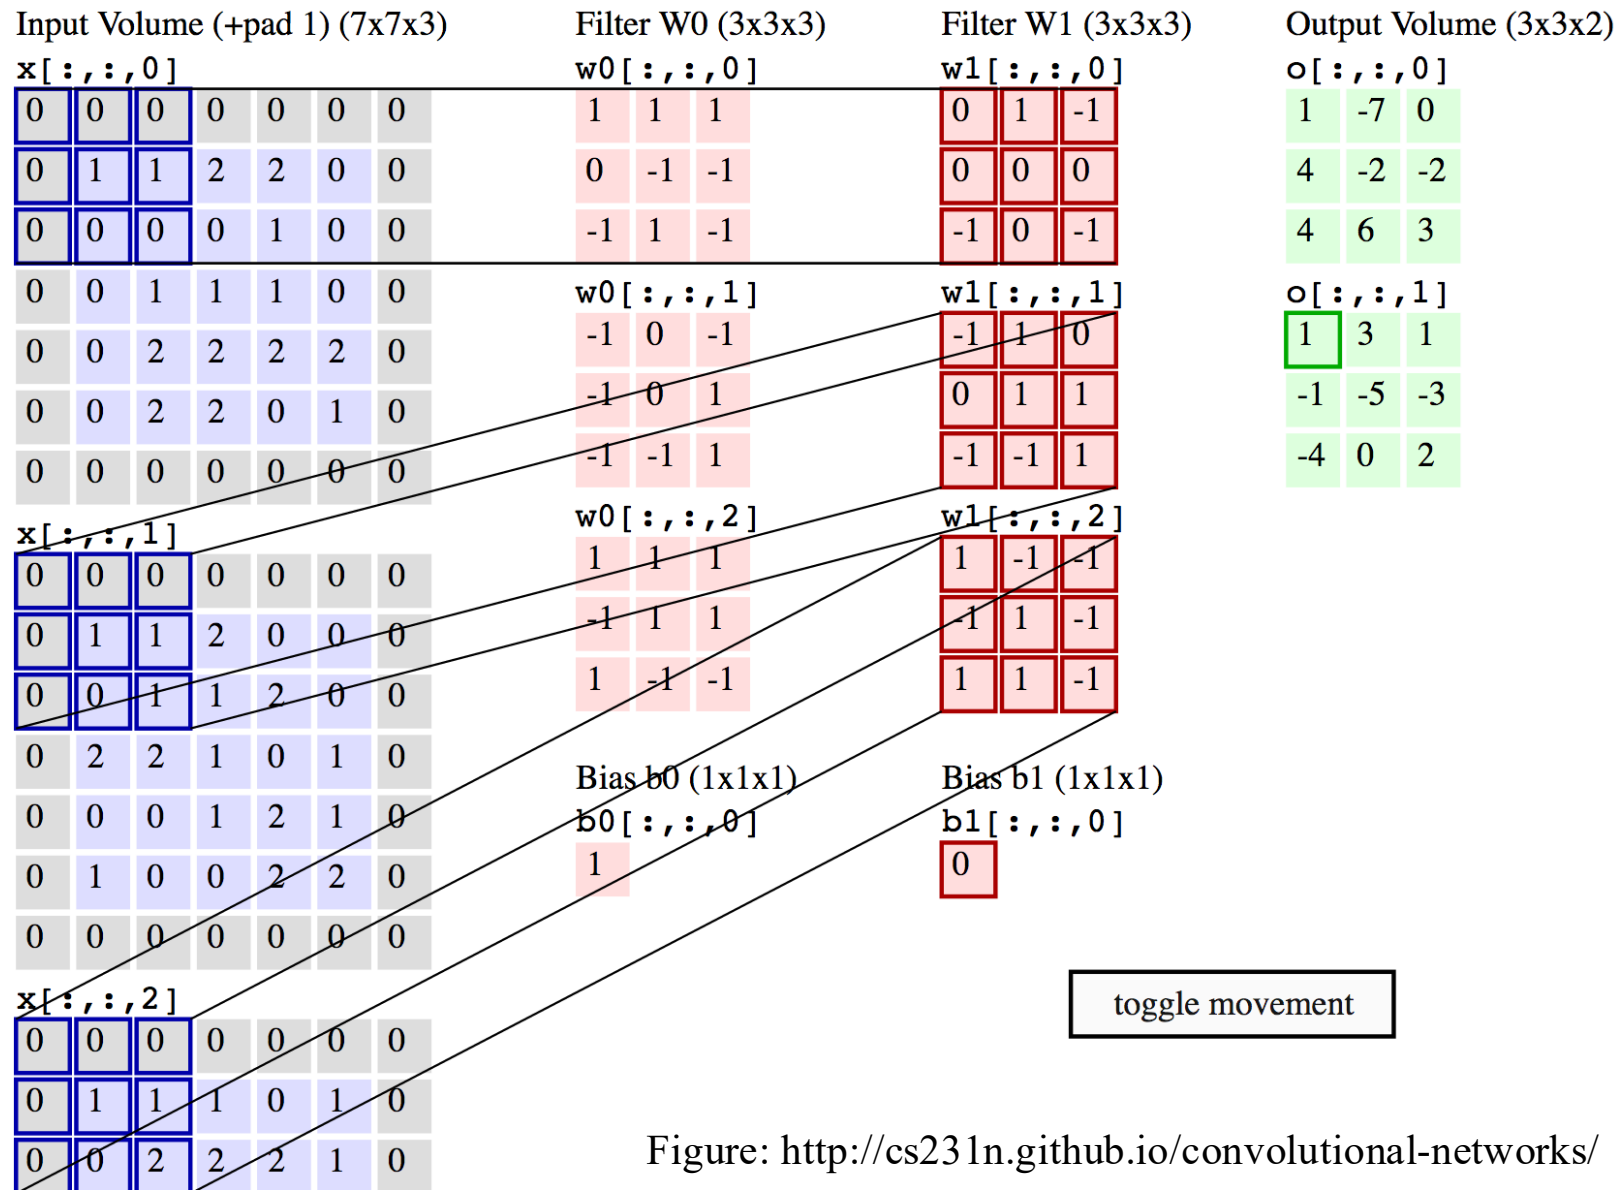 Input Volume (+pad 1) (7x7x3)
x[:,:,0]
0 0 0 0 0 0 0
0 1 1 2 2 0 0
0 0 0 0 1 0 0
0 0 1 1 1 0 0
0 0 2 2 2 2 0
0 0 2 2 0 1 0
0 0 0 0 0 0 0
x[:,:,1]
0 0 0 0 0 0 0
0 1 1 2 0 0 0
0 0 1 1 2 0 0
0 2 2 1 0 1 0
0 0 0 1 2 1 0
0 1 0 0 2 2 0
0 0 0 0 0 0 0
x[:,:,2]
0 0 0 0 0 0 0
0 1 1 1 0 1 0
0 0 2 2 2 1 0
Filter W0 (3x3x3)
w0[:,:,0]
1 1 1
0 -1 -1
-1 1 -1
w0[:,:,1]
-1 0 -1
-1 0 1
-1 -1 1
w0[:,:,2]
1 1 1
-1 1 1
1 -1 -1
Bias b0 (1x1x1)
b0[:,:,0]
1
Filter W1 (3x3x3)
w1[:,:,0]
0 1 -1
0 0 0
-1 0 -1
w1[:,:,1]
-1 1 0
0 1 1
-1 -1 1
w1[:,:,2]
1 -1 -1
-1 1 -1
1 1 -1
Bias b1 (1x1x1)
b1[:,:,0]
0
Output Volume (3x3x2)
o[:,:,0]
1 -7 0
4 -2 -2
4 6 3
o[:,:,1]
1 3 1
-1 -5 -3
-4 0 2
toggle movement
Figure: http://cs231n.github.io/convolutional-networks/